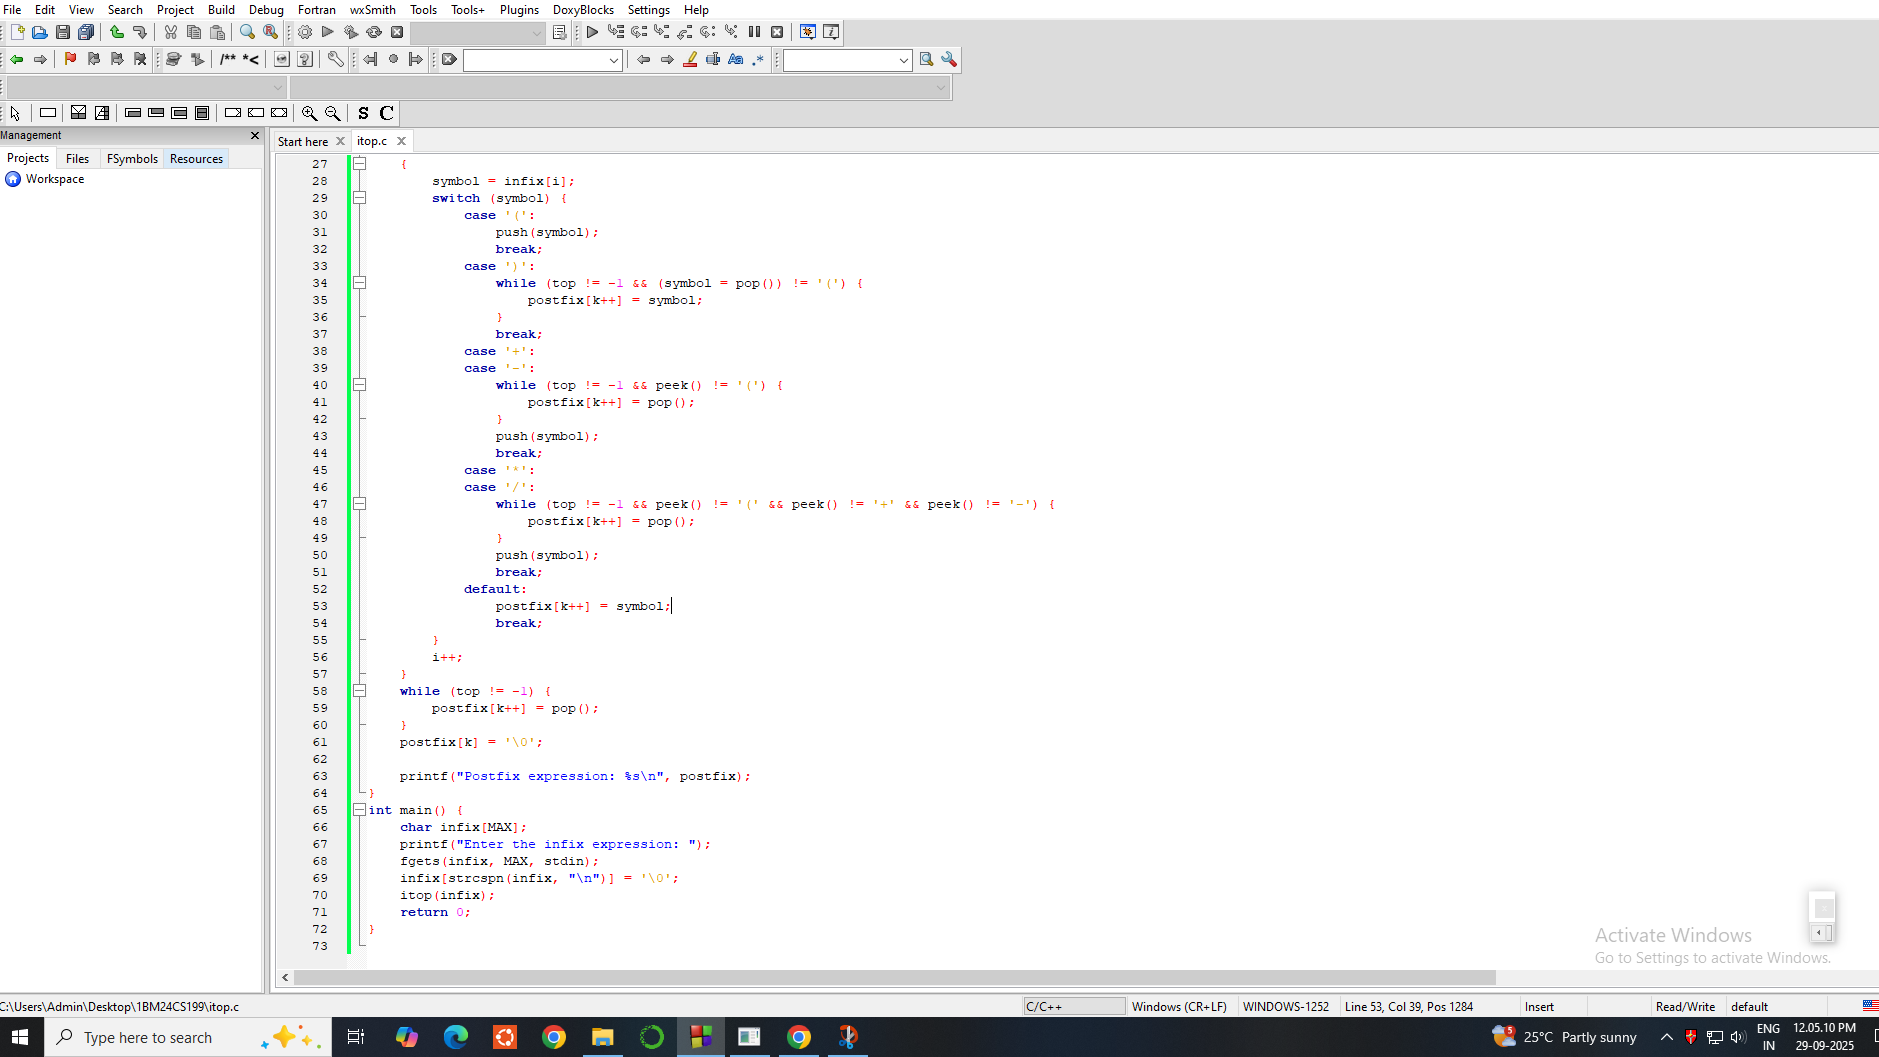 File Edit View Search Project Build Debug Fortran wxSmith Tools Tools+ Plugins DoxyBlocks Settings Help
/** *<
Aa .*
S C
Management
Start here itop.c
Projects Files FSymbols Resources
Workspace
27 {
28 symbol = infix[i];
29 switch (symbol) {
30 case '(':
31 push(symbol);
32 break;
33 case ')':
34 while (top != -1 && (symbol = pop()) != '(') {
35 postfix[k++] = symbol;
36 }
37 break;
38 case '+':
39 case '-':
40 while (top != -1 && peek() != '(') {
41 postfix[k++] = pop();
42 }
43 push(symbol);
44 break;
45 case '*':
46 case '/':
47 while (top != -1 && peek() != '(' && peek() != '+' && peek() != '-') {
48 postfix[k++] = pop();
49 }
50 push(symbol);
51 break;
52 default:
53 postfix[k++] = symbol;
54 break;
55 }
56 i++;
57 }
58 while (top != -1) {
59 postfix[k++] = pop();
60 }
61 postfix[k] = '\0';
62
63 printf("Postfix expression: %s\n", postfix);
64 }
65 int main() {
66 char infix[MAX];
67 printf("Enter the infix expression: ");
68 fgets(infix, MAX, stdin);
69 infix[strcspn(infix, "\n")] = '\0';
70 itop(infix);
71 return 0;
72 }
73
Activate Windows
Go to Settings to activate Windows.
C:\Users\Admin\Desktop\1BM24CS199\itop.c C/C++ Windows (CR+LF) WINDOWS-1252 Line 53, Col 39, Pos 1284 Insert Read/Write default
Type here to search 5 25°C Partly sunny ENG IN 12.05.10 PM 29-09-2025